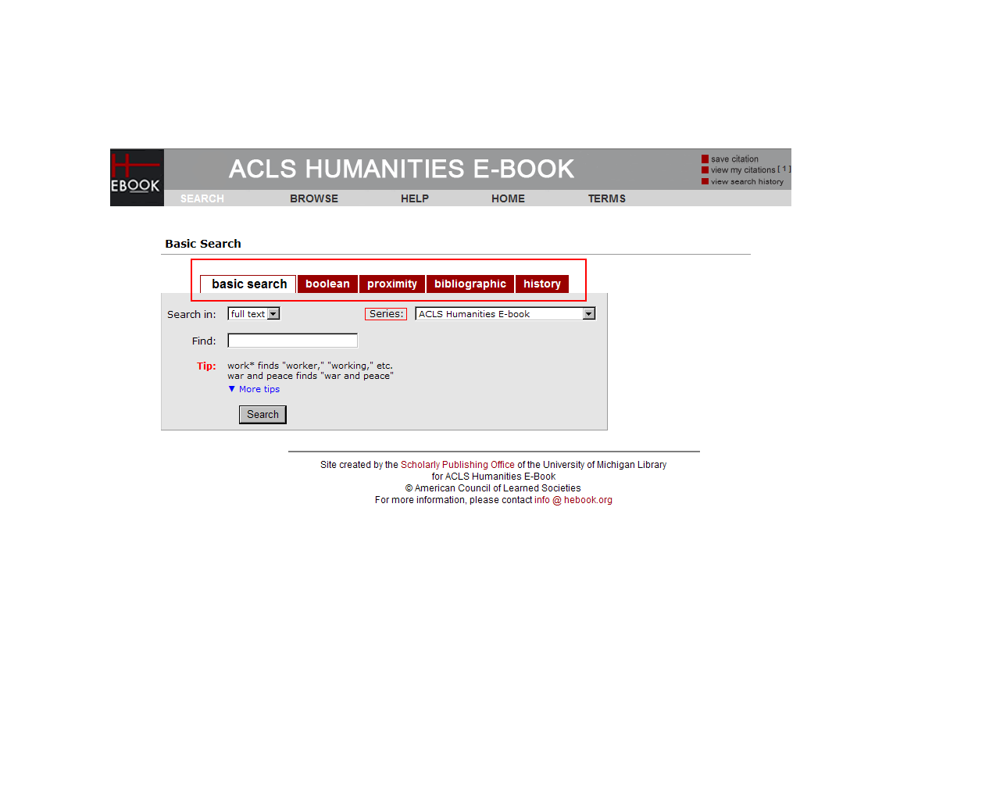 EBOOK
ACLS HUMANITIES E-BOOK
save citation
view my citations [ 1 ]
view search history
SEARCH BROWSE HELP HOME TERMS
Basic Search
basic search boolean proximity bibliographic history
Search in: full text Series: ACLS Humanities E-book
Find:
Tip: work* finds "worker," "working," etc.
war and peace finds "war and peace"
▼ More tips
Search
Site created by the Scholarly Publishing Office of the University of Michigan Library
for ACLS Humanities E-Book
© American Council of Learned Societies
For more information, please contact info @ hebook.org